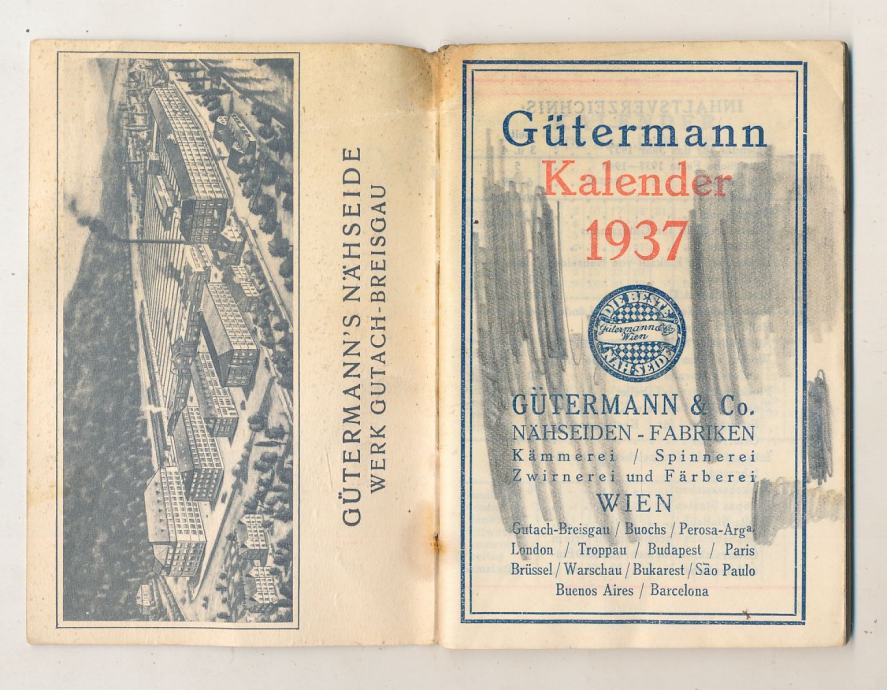 GÜTERMANN'S NÄHSEIDE
WERK GUTACH-BREISGAU
Gütermann
Kalender
1937
DIE BESTE
Gütermann & Co.
Wien
NÄHSEIDE
GÜTERMANN & Co.
NÄHSEIDEN - FABRIKEN
Kämmerei / Spinnerei
Zwirnerei und Färberei
WIEN
Gutach-Breisgau / Buochs / Perosa-Argª
London / Troppau / Budapest / Paris
Brüssel / Warschau / Bukarest / São Paulo
Buenos Aires / Barcelona
INHALTSVERZEICHNIS: